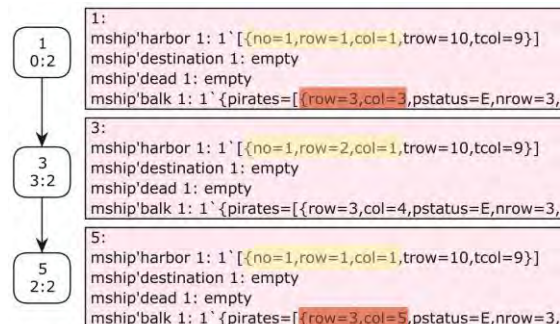 1
0:2
1:
mship'harbor 1: 1`[{no=1,row=1,col=1,trow=10,tcol=9}]
mship'destination 1: empty
mship'dead 1: empty
mship'balk 1: 1`{pirates=[{row=3,col=3,pstatus=E,nrow=3,
3
3:2
3:
mship'harbor 1: 1`[{no=1,row=2,col=1,trow=10,tcol=9}]
mship'destination 1: empty
mship'dead 1: empty
mship'balk 1: 1`{pirates=[{row=3,col=4,pstatus=E,nrow=3,
5
2:2
5:
mship'harbor 1: 1`[{no=1,row=1,col=1,trow=10,tcol=9}]
mship'destination 1: empty
mship'dead 1: empty
mship'balk 1: 1`{pirates=[{row=3,col=5,pstatus=E,nrow=3,